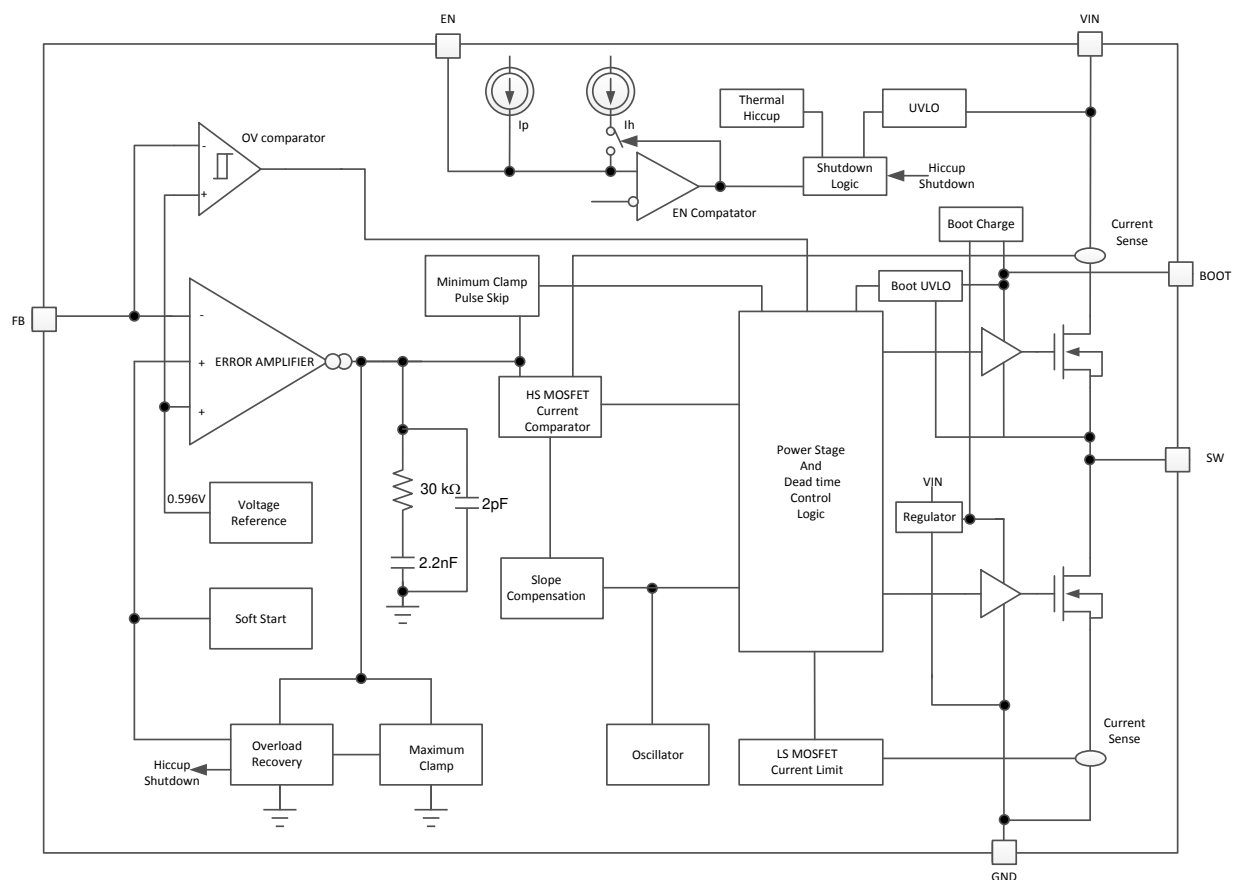 EN
VIN
Thermal
Hiccup
UVLO
Ip
Ih
OV comparator
-
+
Shutdown
Logic
Hiccup
Shutdown
EN Compatator
Boot Charge
Current
Sense
BOOT
Minimum Clamp
Pulse Skip
Boot UVLO
FB
-
+
+
ERROR AMPLIFIER
HS MOSFET
Current
Comparator
Power Stage
And
Dead time
Control
Logic
SW
0.596V
Voltage
Reference
30 kΩ
2pF
2.2nF
VIN
Regulator
Slope
Compensation
Soft Start
Overload
Recovery
Maximum
Clamp
Hiccup
Shutdown
Oscillator
LS MOSFET
Current Limit
Current
Sense
GND